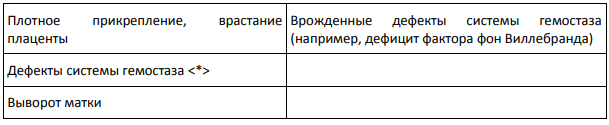 Плотное прикрепление, врастание
плаценты
Врожденные дефекты системы гемостаза
(например, дефицит фактора фон Виллебранда)
Дефекты системы гемостаза <*>
Выворот матки